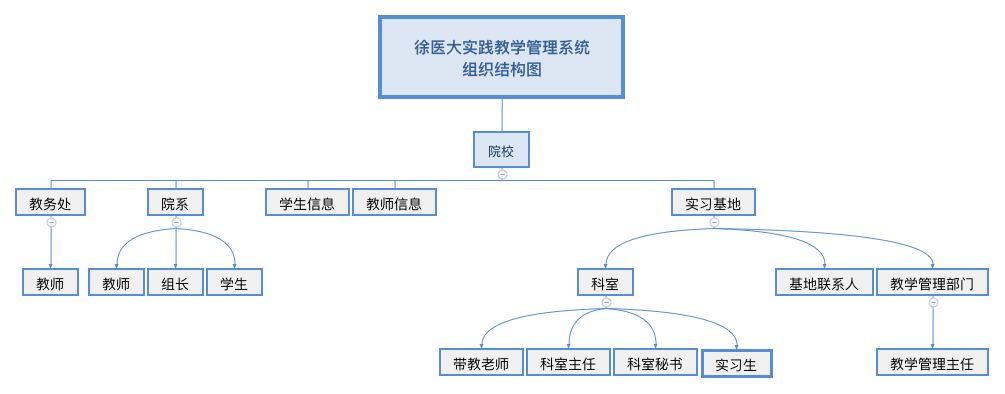 徐医大实践教学管理系统
组织结构图
院校
教务处
院系
学生信息
教师信息
实习基地
教师
教师
组长
学生
科室
基地联系人
教学管理部门
带教老师
科室主任
科室秘书
实习生
教学管理主任